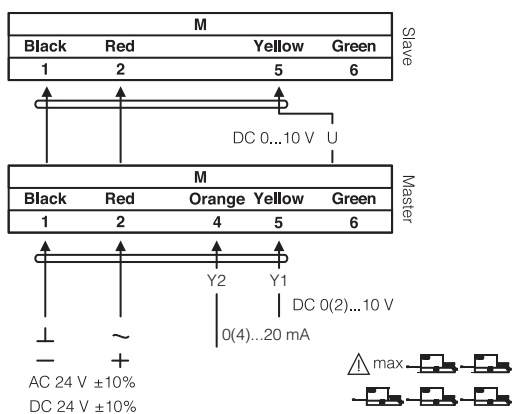 M
Black Red Yellow Green
1 2 5 6
Slave
DC 0...10 V U
M
Black Red Orange Yellow Green
1 2 4 5 6
Master
Y2 Y1
DC 0(2)...10 V
0(4)...20 mA
⊥ ~
− +
AC 24 V ±10%
DC 24 V ±10%
max